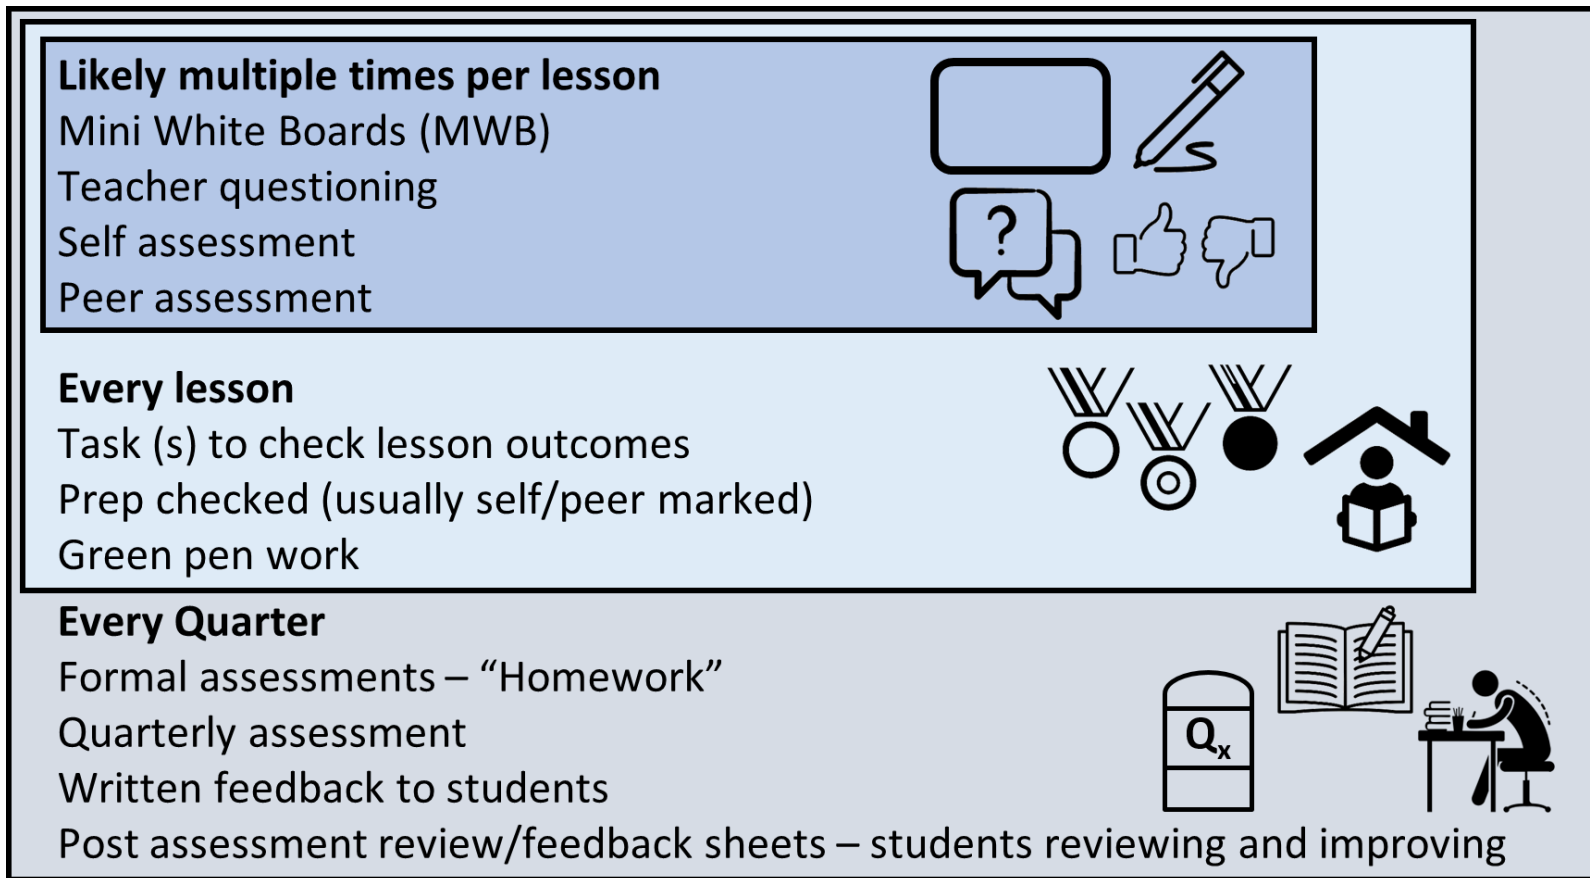 Likely multiple times per lesson
Mini White Boards (MWB)
Teacher questioning
?
Self assessment
Peer assessment
Every lesson
Task (s) to check lesson outcomes
Prep checked (usually self/peer marked)
Green pen work
Every Quarter
Formal assessments – “Homework”
Quarterly assessment
Qx
Written feedback to students
Post assessment review/feedback sheets – students reviewing and improving